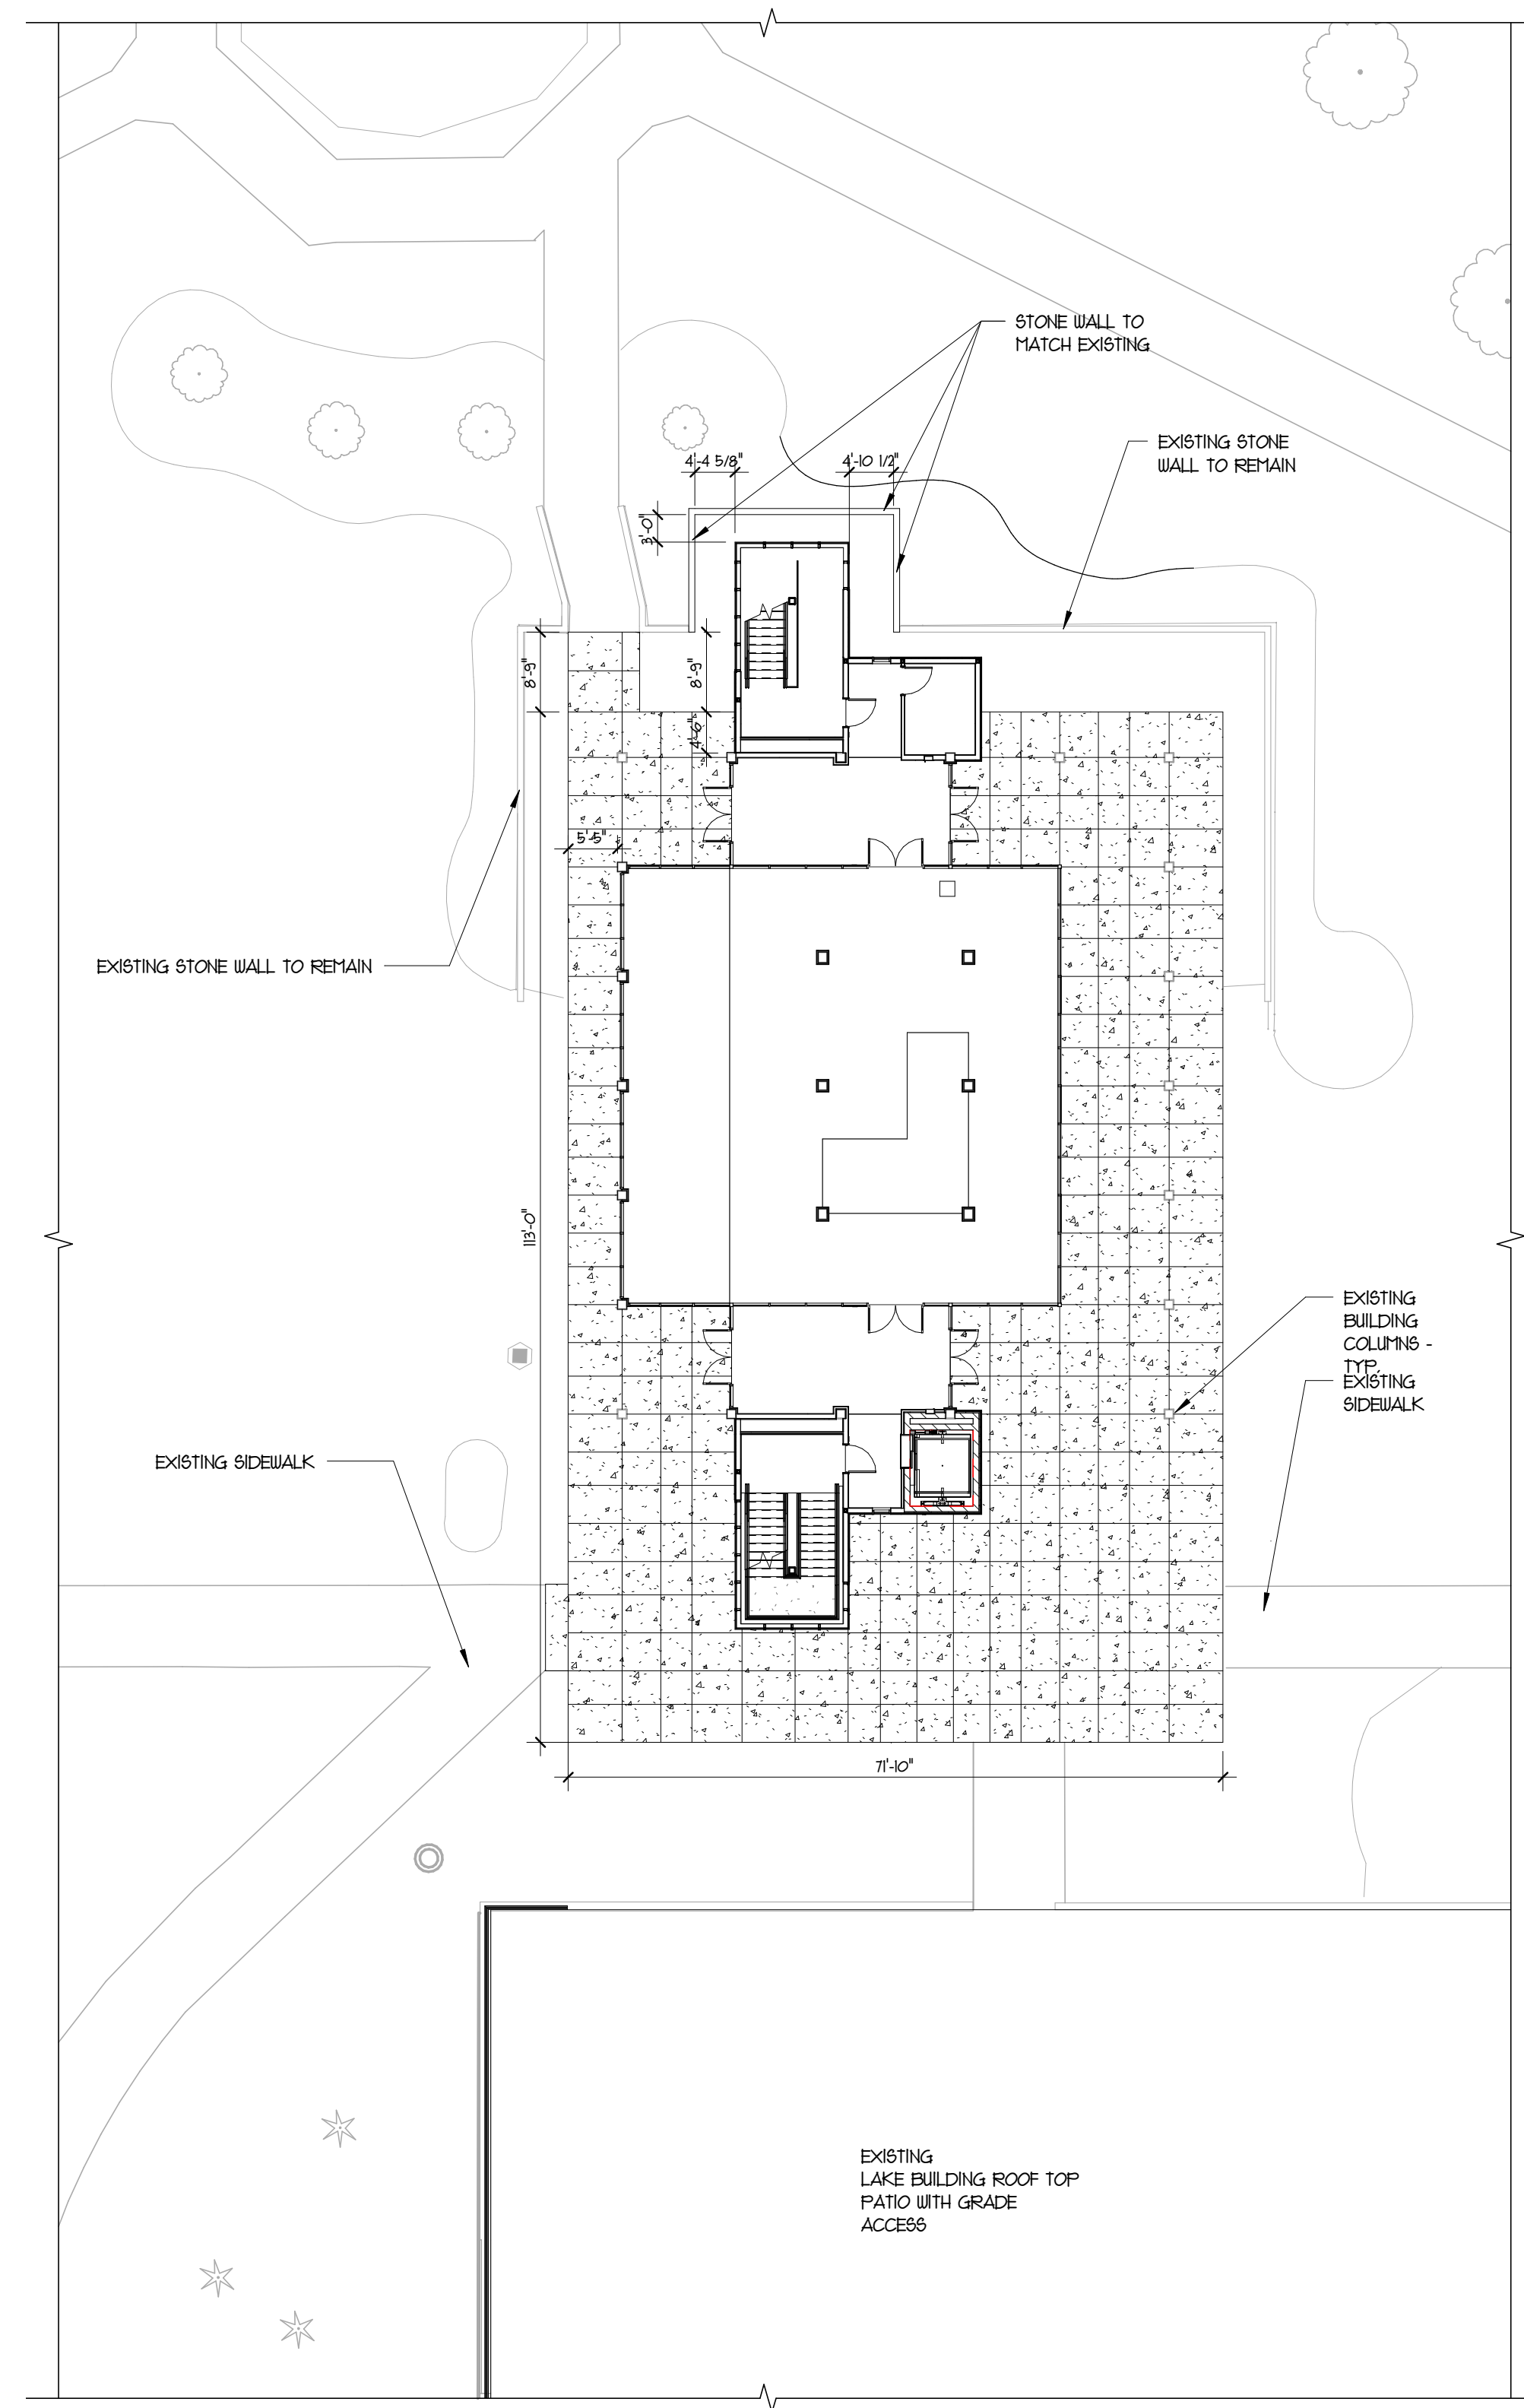 STONE WALL TO
MATCH EXISTING
EXISTING STONE
WALL TO REMAIN
4'-4 5/8"
4'-10 1/2"
3'-0"
8'-9"
8'-9"
4'-6"
5'-5"
EXISTING STONE WALL TO REMAIN
113'-0"
EXISTING
BUILDING
COLUMNS -
TYP.
EXISTING
SIDEWALK
EXISTING SIDEWALK
71'-10"
EXISTING
LAKE BUILDING ROOF TOP
PATIO WITH GRADE
ACCESS